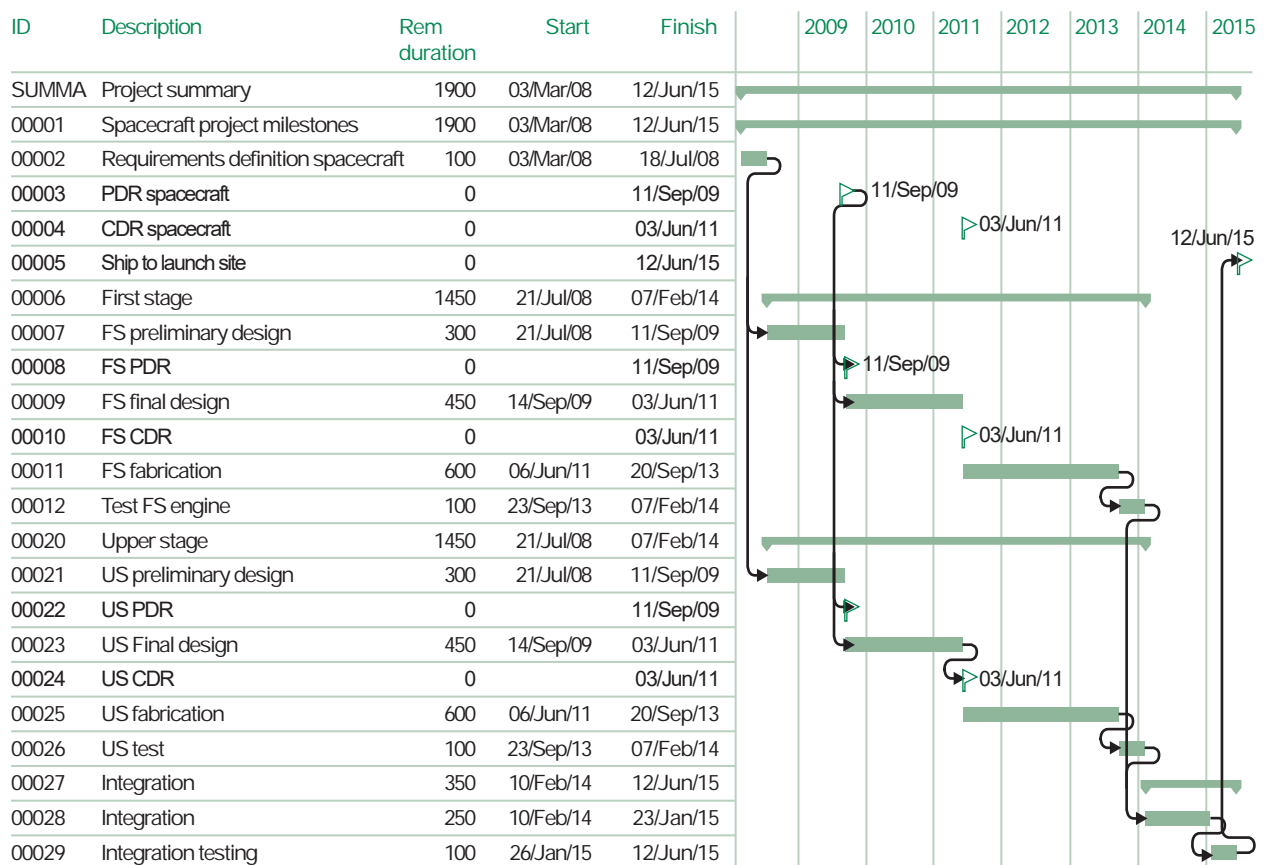 ID Description Rem duration Start Finish 2009 2010 2011 2012 2013 2014 2015
SUMMA Project summary 1900 03/Mar/08 12/Jun/15
00001 Spacecraft project milestones 1900 03/Mar/08 12/Jun/15
00002 Requirements definition spacecraft 100 03/Mar/08 18/Jul/08
00003 PDR spacecraft 0 11/Sep/09 11/Sep/09
00004 CDR spacecraft 0 03/Jun/11 03/Jun/11
00005 Ship to launch site 0 12/Jun/15 12/Jun/15
00006 First stage 1450 21/Jul/08 07/Feb/14
00007 FS preliminary design 300 21/Jul/08 11/Sep/09
00008 FS PDR 0 11/Sep/09 11/Sep/09
00009 FS final design 450 14/Sep/09 03/Jun/11
00010 FS CDR 0 03/Jun/11 03/Jun/11
00011 FS fabrication 600 06/Jun/11 20/Sep/13
00012 Test FS engine 100 23/Sep/13 07/Feb/14
00020 Upper stage 1450 21/Jul/08 07/Feb/14
00021 US preliminary design 300 21/Jul/08 11/Sep/09
00022 US PDR 0 11/Sep/09
00023 US Final design 450 14/Sep/09 03/Jun/11
00024 US CDR 0 03/Jun/11 03/Jun/11
00025 US fabrication 600 06/Jun/11 20/Sep/13
00026 US test 100 23/Sep/13 07/Feb/14
00027 Integration 350 10/Feb/14 12/Jun/15
00028 Integration 250 10/Feb/14 23/Jan/15
00029 Integration testing 100 26/Jan/15 12/Jun/15